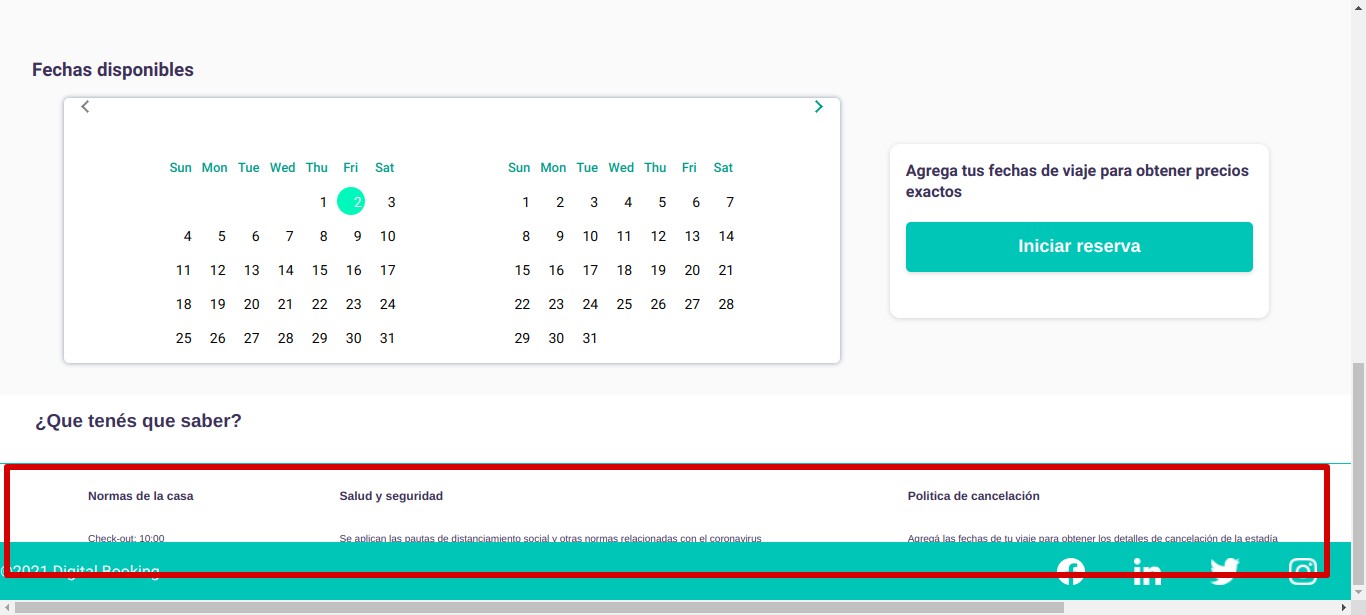 Fechas disponibles
Sun Mon Tue Wed Thu Fri Sat
1 2 3
4 5 6 7 8 9 10
11 12 13 14 15 16 17
18 19 20 21 22 23 24
25 26 27 28 29 30 31
Sun Mon Tue Wed Thu Fri Sat
1 2 3 4 5 6 7
8 9 10 11 12 13 14
15 16 17 18 19 20 21
22 23 24 25 26 27 28
29 30 31
Agrega tus fechas de viaje para obtener precios
exactos
Iniciar reserva
¿Que tenés que saber?
Normas de la casa
Check-out: 10:00
Salud y seguridad
Se aplican las pautas de distanciamiento social y otras normas relacionadas con el coronavirus
Politica de cancelación
Agregá las fechas de tu viaje para obtener los detalles de cancelación de la estadía
©2021 Digital Booking